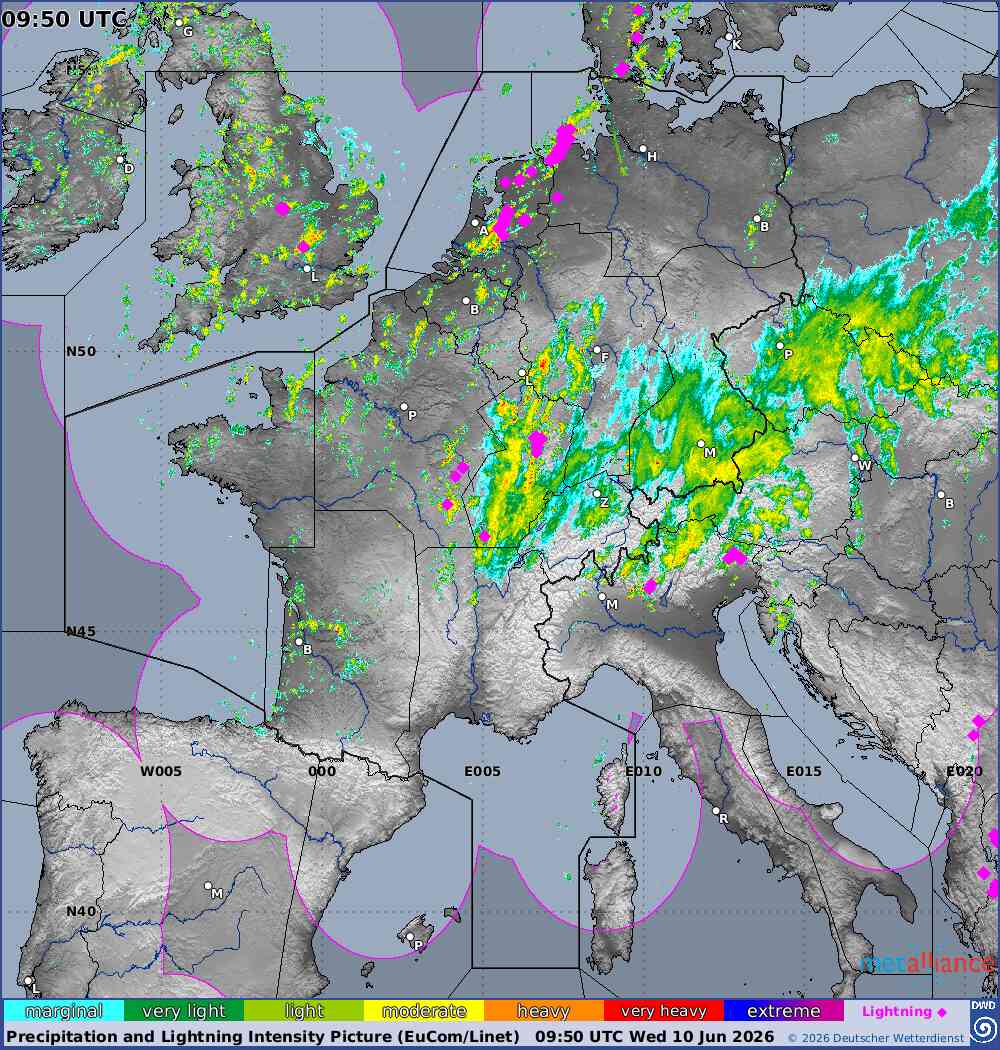 09:50 UTC
G
K
N55
H
D
A
B
L
B
N50
P
F
L
P
M
W
Z
B
M
N45
B
W005
000
E005
E010
E015
E020
R
M
N40
P
L
metalliance
marginal very light light moderate heavy very heavy extreme Lightning
DWD
Precipitation and Lightning Intensity Picture (EuCom/Linet) 09:50 UTC Wed 10 Jun 2026 © 2026 Deutscher Wetterdienst